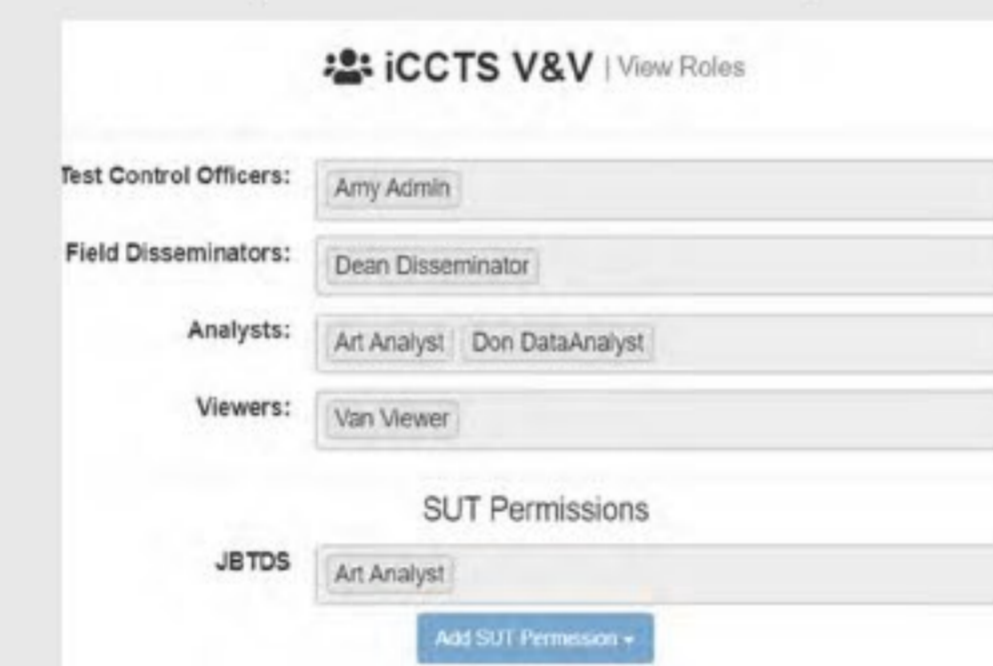 iCCTS V&V | View Roles
Test Control Officers: Amy Admin
Field Disseminators: Dean Disseminator
Analysts: Art Analyst Don DataAnalyst
Viewers: Van Viewer
SUT Permissions
JBTDS Art Analyst
Add SUT Permission